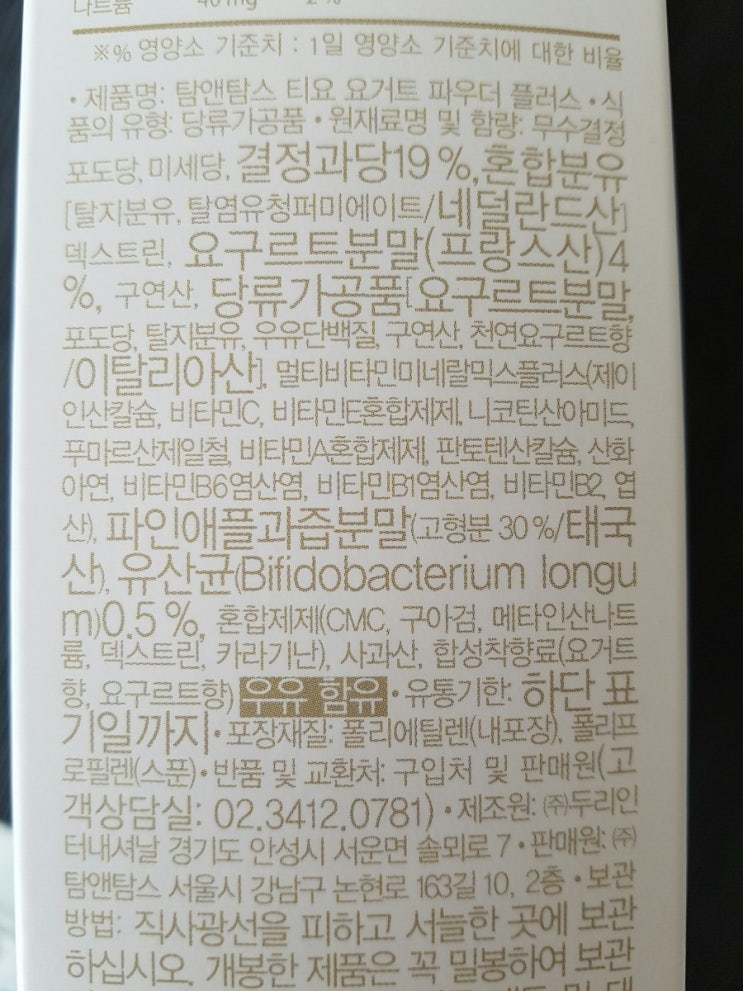 나트륨 40mg 2%
※% 영양소 기준치 : 1일 영양소 기준치에 대한 비율
• 제품명: 탐앤탐스 티요 요거트 파우더 플러스 • 식
품의 유형: 당류가공품 • 원재료명 및 함량: 무수결정
포도당, 미세당, 결정과당19%, 혼합분유
[탈지분유, 탈염유청퍼미에이트/네덜란드산]
덱스트린, 요구르트분말(프랑스산)4
%, 구연산, 당류가공품[요구르트분말,
포도당, 탈지분유, 우유단백질, 구연산, 천연요구르트향
/이탈리아산], 멀티비타민미네랄믹스플러스(제이
인산칼슘, 비타민C, 비타민E혼합제제, 니코틴산아미드,
푸마르산제일철, 비타민A혼합제제, 판토텐산칼슘, 산화
아연, 비타민B6염산염, 비타민B1염산염, 비타민B2, 엽
산), 파인애플과즙분말(고형분 30%/태국
산), 유산균(Bifidobacterium longu
m)0.5%, 혼합제제(CMC, 구아검, 메타인산나트
륨, 덱스트린, 카라기난), 사과산, 합성착향료(요거트
향, 요구르트향) 우유 함유 • 유통기한: 하단 표
기일까지 • 포장재질: 폴리에틸렌(내포장), 폴리프
로필렌(스푼) • 반품 및 교환처: 구입처 및 판매원(고
객상담실: 02.3412.0781) • 제조원: ㈜두리인
터내셔날 경기도 안성시 서운면 솔뫼로 7 • 판매원: ㈜
탐앤탐스 서울시 강남구 논현로 163길 10, 2층 • 보관
방법: 직사광선을 피하고 서늘한 곳에 보관
하십시오. 개봉한 제품은 꼭 밀봉하여 보관